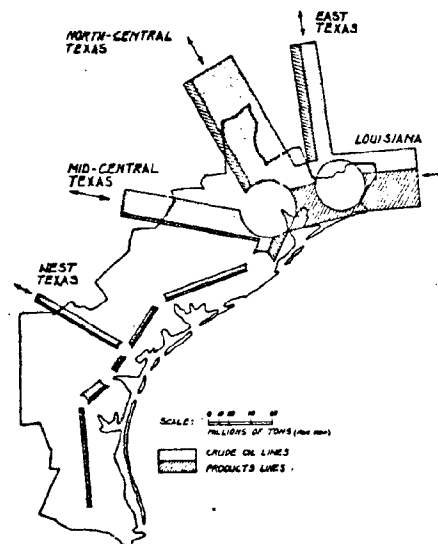 NORTH-CENTRAL
TEXAS
EAST
TEXAS
LOUISIANA
MID-CENTRAL
TEXAS
WEST
TEXAS
SCALE:
MILLIONS OF TONS
CRUDE OIL LINES
PRODUCTS LINES